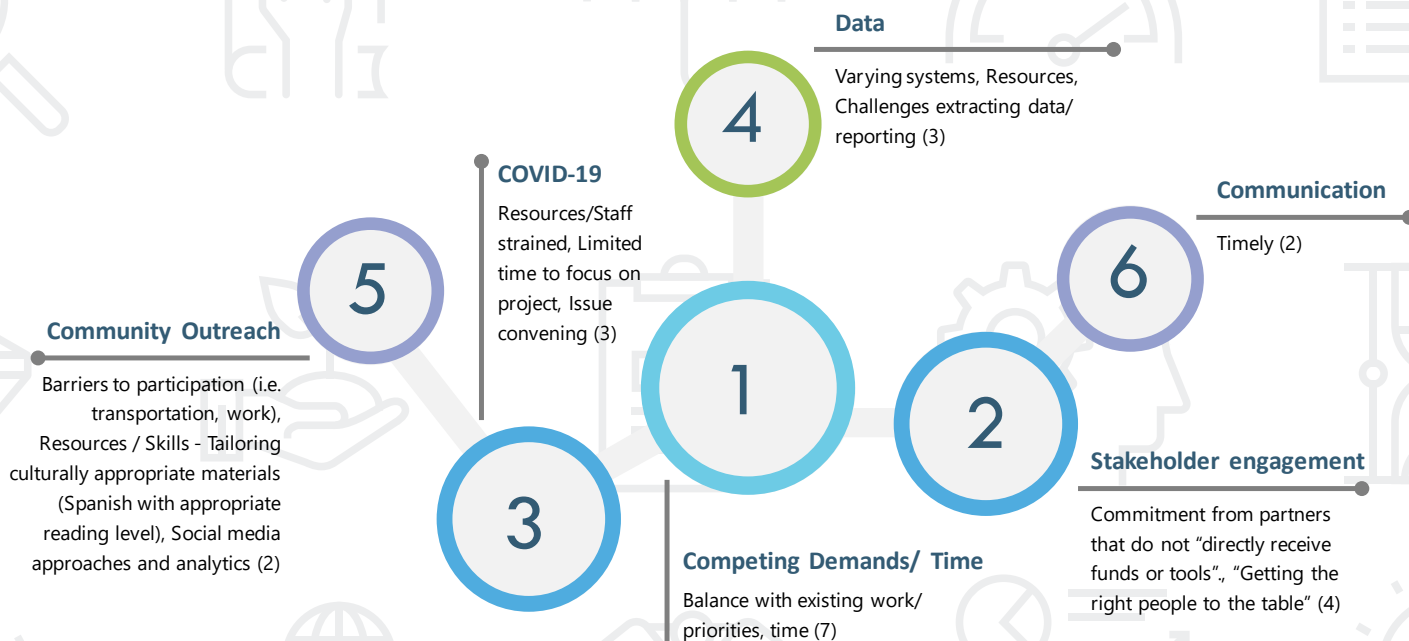 Data
Varying systems, Resources,
Challenges extracting data/
reporting (3)
4
COVID-19
Resources/Staff
strained, Limited
time to focus on
project, Issue
convening (3)
Communication
Timely (2)
6
5
Community Outreach
Barriers to participation (i.e.
transportation, work),
Resources / Skills - Tailoring
culturally appropriate materials
(Spanish with appropriate
reading level), Social media
approaches and analytics (2)
1
2
3
Stakeholder engagement
Commitment from partners
that do not “directly receive
funds or tools”., “Getting the
right people to the table” (4)
Competing Demands/ Time
Balance with existing work/
priorities, time (7)